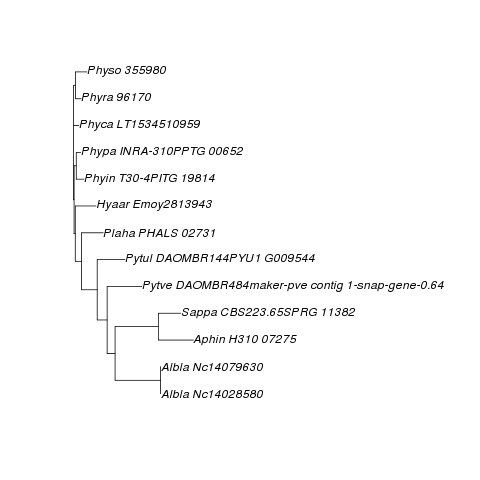 Physo 355980
Phyra 96170
Phyca LT1534510959
Phypa INRA-310PPTG 00652
Phyin T30-4PITG 19814
Hyaar Emoy2813943
Plaha PHALS 02731
Pytul DAOMBR144PYU1 G009544
Pytve DAOMBR484maker-pve contig 1-snap-gene-0.64
Sappa CBS223.65SPRG 11382
Aphin H310 07275
Albla Nc14079630
Albla Nc14028580